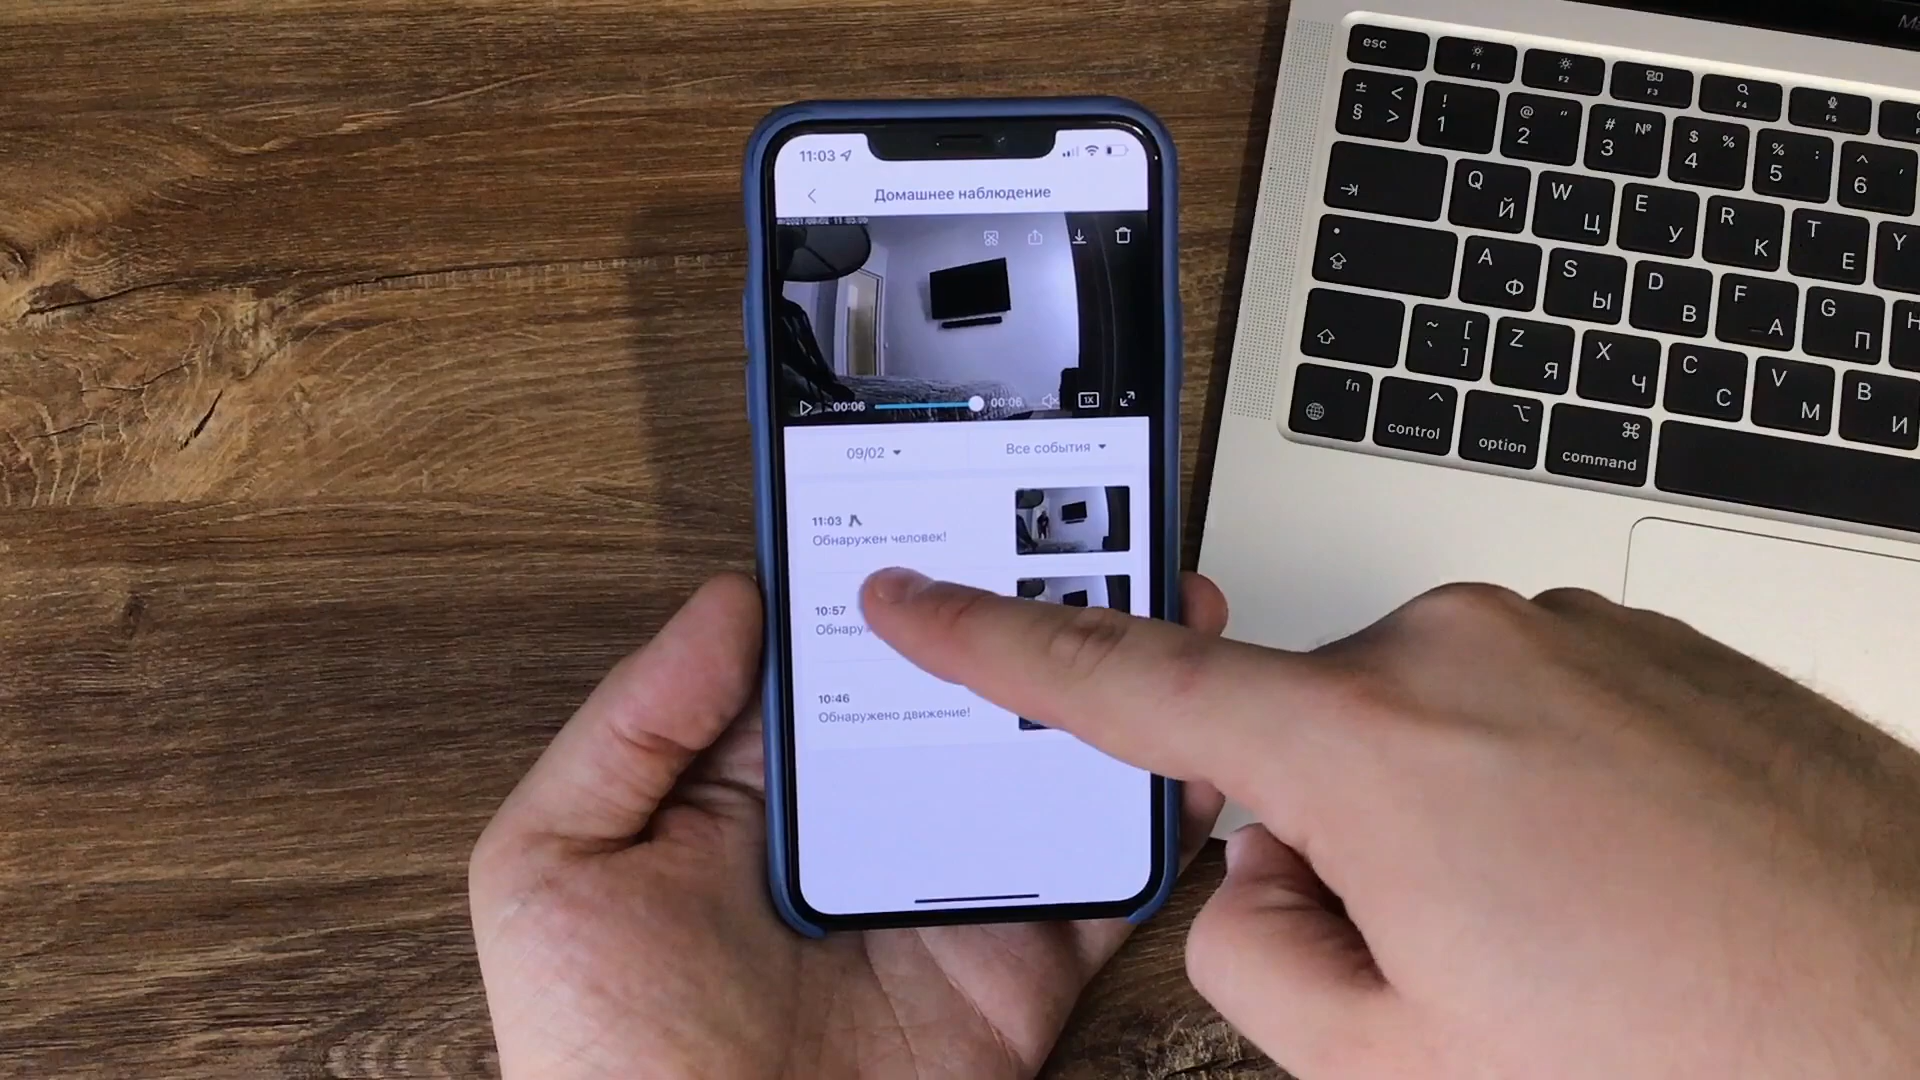 11:03
Домашнее наблюдение
00:06
00:06
1X
09/02
Все события
11:03
Обнаружен человек!
10:57
Обнару
10:46
Обнаружено движение!
esc
F1
F2
F3
F4
F5
± <
§ >
! 1
@ " 2
# № 3
$ % 4
% : 5
^ , 6
Q Й
W Ц
E У
R К
T Е
Y
A Ф
S Ы
D В
F А
G П
H
~ [
` ]
Z Я
X Ч
C С
V М
B И
fn
control
option
command